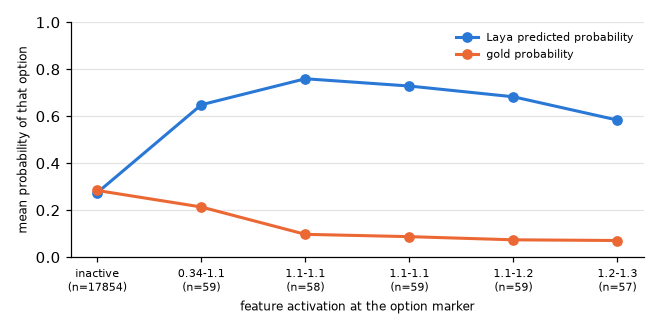 mean probability of that option
1.0
0.8
0.6
0.4
0.2
0.0
Laya predicted probability
gold probability
inactive
(n=17854)
0.34-1.1
(n=59)
1.1-1.1
(n=58)
1.1-1.1
(n=59)
1.1-1.2
(n=59)
1.2-1.3
(n=57)
feature activation at the option marker